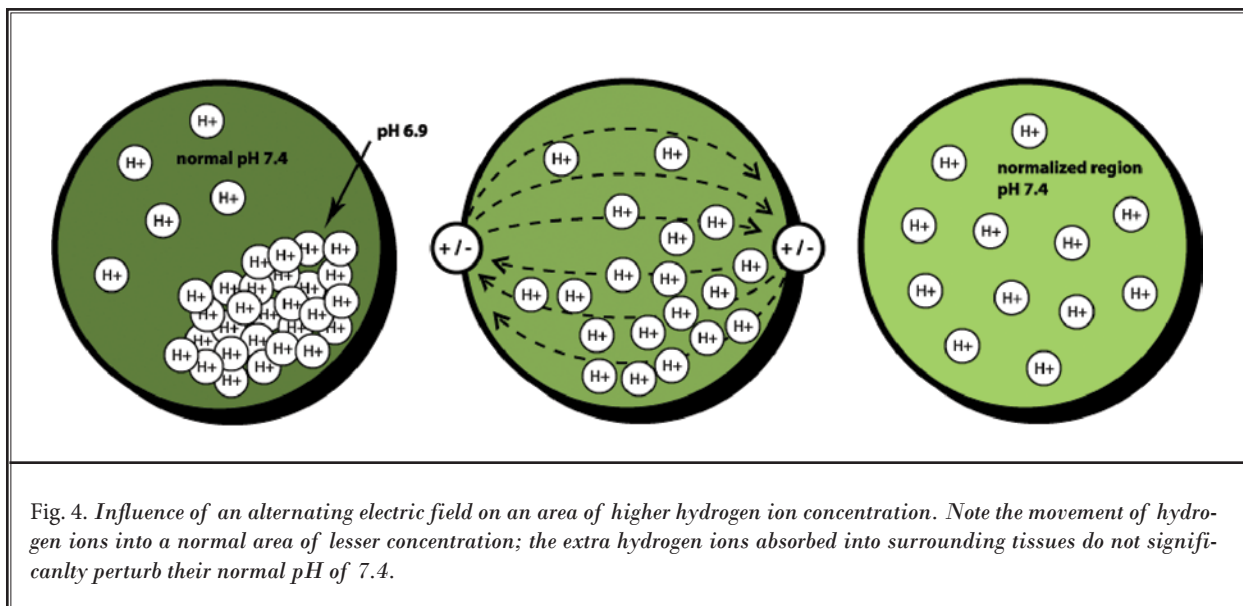 H+
pH 6.9
H+
normal pH 7.4
H+
H+
H+
H+ H+ H+ H+
H+ H+
H+ H+ H+ H+
H+ H+ H+
H+ H+ H+
H+ H+ H+
H+ H+ H+
H+ H+ H+ H+
H+ H+
H+
H+ H+
H+ H+
H+
+/- +/-
H+
H+ H+
H+ H+ H+
H+
H+
H+ H+ H+
H+
H+ H+ H+
H+
H+
normalized region
pH 7.4
H+
H+ H+ H+
H+ H+ H+
H+
H+
H+
Fig. 4. Influence of an alternating electric field on an area of higher hydrogen ion concentration. Note the movement of hydro-
gen ions into a normal area of lesser concentration; the extra hydrogen ions absorbed into surrounding tissues do not signifi-
canlty perturb their normal pH of 7.4.